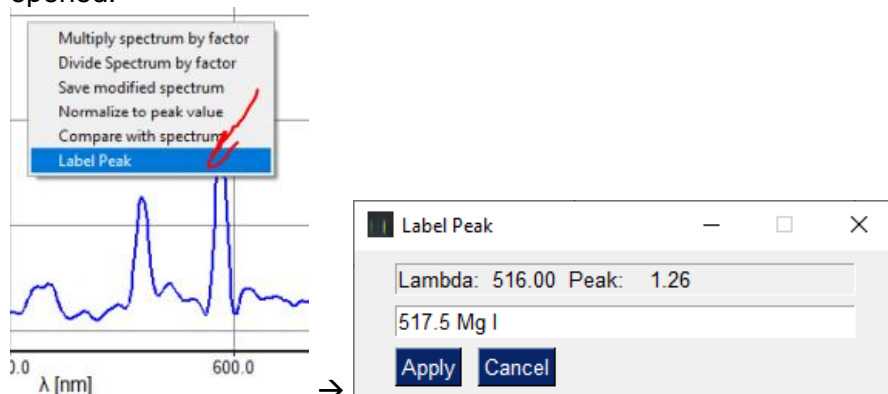 Multiply spectrum by factor
Divide Spectrum by factor
Save modified spectrum
Normalize to peak value
Compare with spectrum
Label Peak
600.0
λ [nm]
→
Label Peak
Lambda: 516.00 Peak: 1.26
517.5 Mg I
Apply Cancel